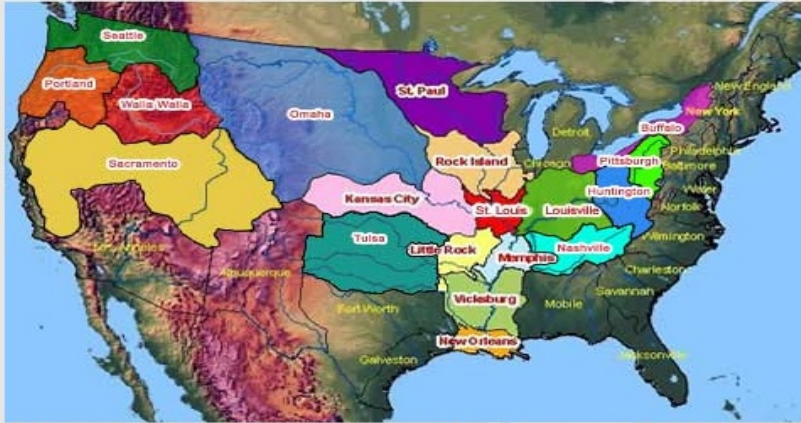 Seattle
Portland
Walla Walla
Omaha
St. Paul
New England
New York
Buffalo
Detroit
Rock Island
Chicago
Philadelphia
Pittsburgh
Baltimore
Sacramento
Huntington
Kansas City
St. Louis
Louisville
Norfolk
Tulsa
Little Rock
Memphis
Nashville
Wilmington
Los Angeles
Albuquerque
Charleston
Savannah
Vicksburg
Fort Worth
Mobile
New Orleans
Galveston
Jacksonville